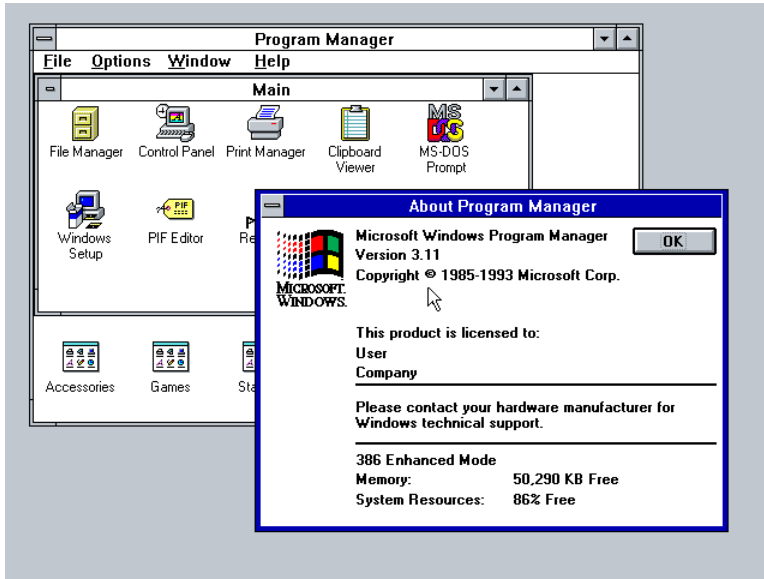 Program Manager
File Options Window Help
Main
File Manager
Control Panel
Print Manager
Clipboard
Viewer
MS-DOS
Prompt
MS
DOS
Windows
Setup
PIF
PIF Editor
Accessories
Games
About Program Manager
MICROSOFT.
WINDOWS.
Microsoft Windows Program Manager
Version 3.11
Copyright © 1985-1993 Microsoft Corp.
OK
This product is licensed to:
User
Company
Please contact your hardware manufacturer for
Windows technical support.
386 Enhanced Mode
Memory: 50,290 KB Free
System Resources: 86% Free